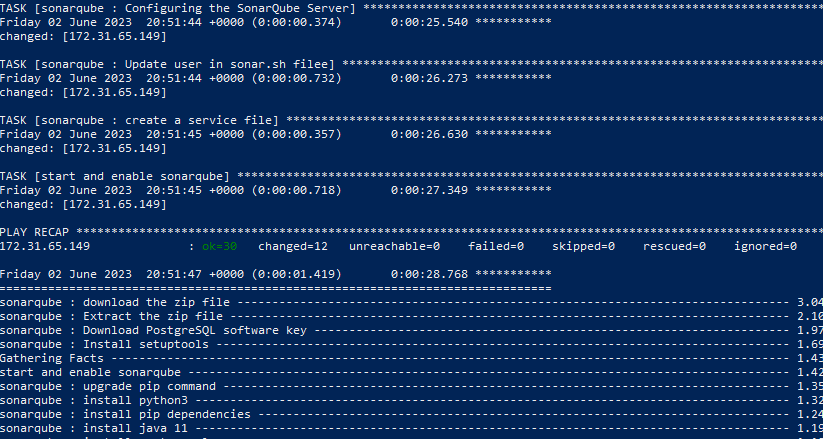 TASK [sonarqube : Configuring the SonarQube Server] ******************************************************************
Friday 02 June 2023  20:51:44 +0000 (0:00:00.374)       0:00:25.540 ***********
changed: [172.31.65.149]
TASK [sonarqube : Update user in sonar.sh filee] *********************************************************************
Friday 02 June 2023  20:51:44 +0000 (0:00:00.732)       0:00:26.273 ***********
changed: [172.31.65.149]
TASK [sonarqube : create a service file] *****************************************************************************
Friday 02 June 2023  20:51:45 +0000 (0:00:00.357)       0:00:26.630 ***********
changed: [172.31.65.149]
TASK [start and enable sonarqube] ************************************************************************************
Friday 02 June 2023  20:51:45 +0000 (0:00:00.718)       0:00:27.349 ***********
changed: [172.31.65.149]
PLAY RECAP ***********************************************************************************************************
172.31.65.149              : ok=30   changed=12   unreachable=0    failed=0    skipped=0    rescued=0    ignored=0
Friday 02 June 2023  20:51:47 +0000 (0:00:01.419)       0:00:28.768 ***********
===============================================================================
sonarqube : download the zip file ------------------------------------------------------------------------------- 3.04
sonarqube : Extract the zip file -------------------------------------------------------------------------------- 2.10
sonarqube : Download PostgreSQL software key -------------------------------------------------------------------- 1.97
sonarqube : Install setuptools ---------------------------------------------------------------------------------- 1.69
Gathering Facts ------------------------------------------------------------------------------------------------- 1.43
start and enable sonarqube -------------------------------------------------------------------------------------- 1.42
sonarqube : upgrade pip command --------------------------------------------------------------------------------- 1.35
sonarqube : install python3 ------------------------------------------------------------------------------------- 1.32
sonarqube : install pip dependencies ---------------------------------------------------------------------------- 1.24
sonarqube : install java 11 ------------------------------------------------------------------------------------- 1.19